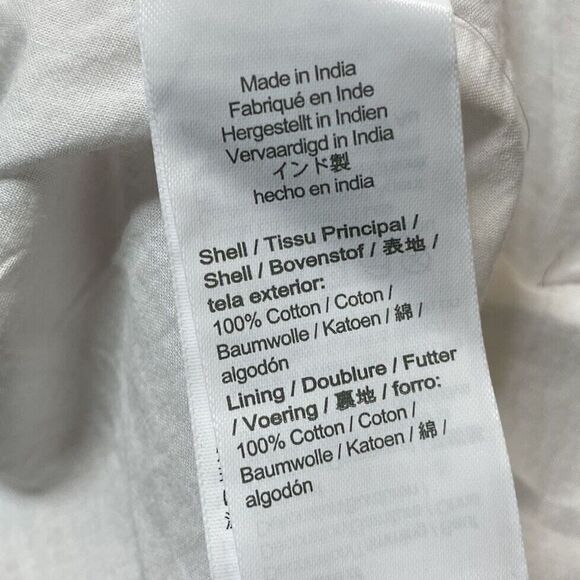 Made in India
Fabriqué en Inde
Hergestellt in Indien
Vervaardigd in India
インド製
hecho en india
Shell / Tissu Principal /
Shell / Bovenstof / 表地 /
tela exterior:
100% Cotton / Coton /
Baumwolle / Katoen / 綿 /
algodón
Lining / Doublure / Futter
/ Voering / 裏地 / forro:
100% Cotton / Coton /
Baumwolle / Katoen / 綿 /
algodón